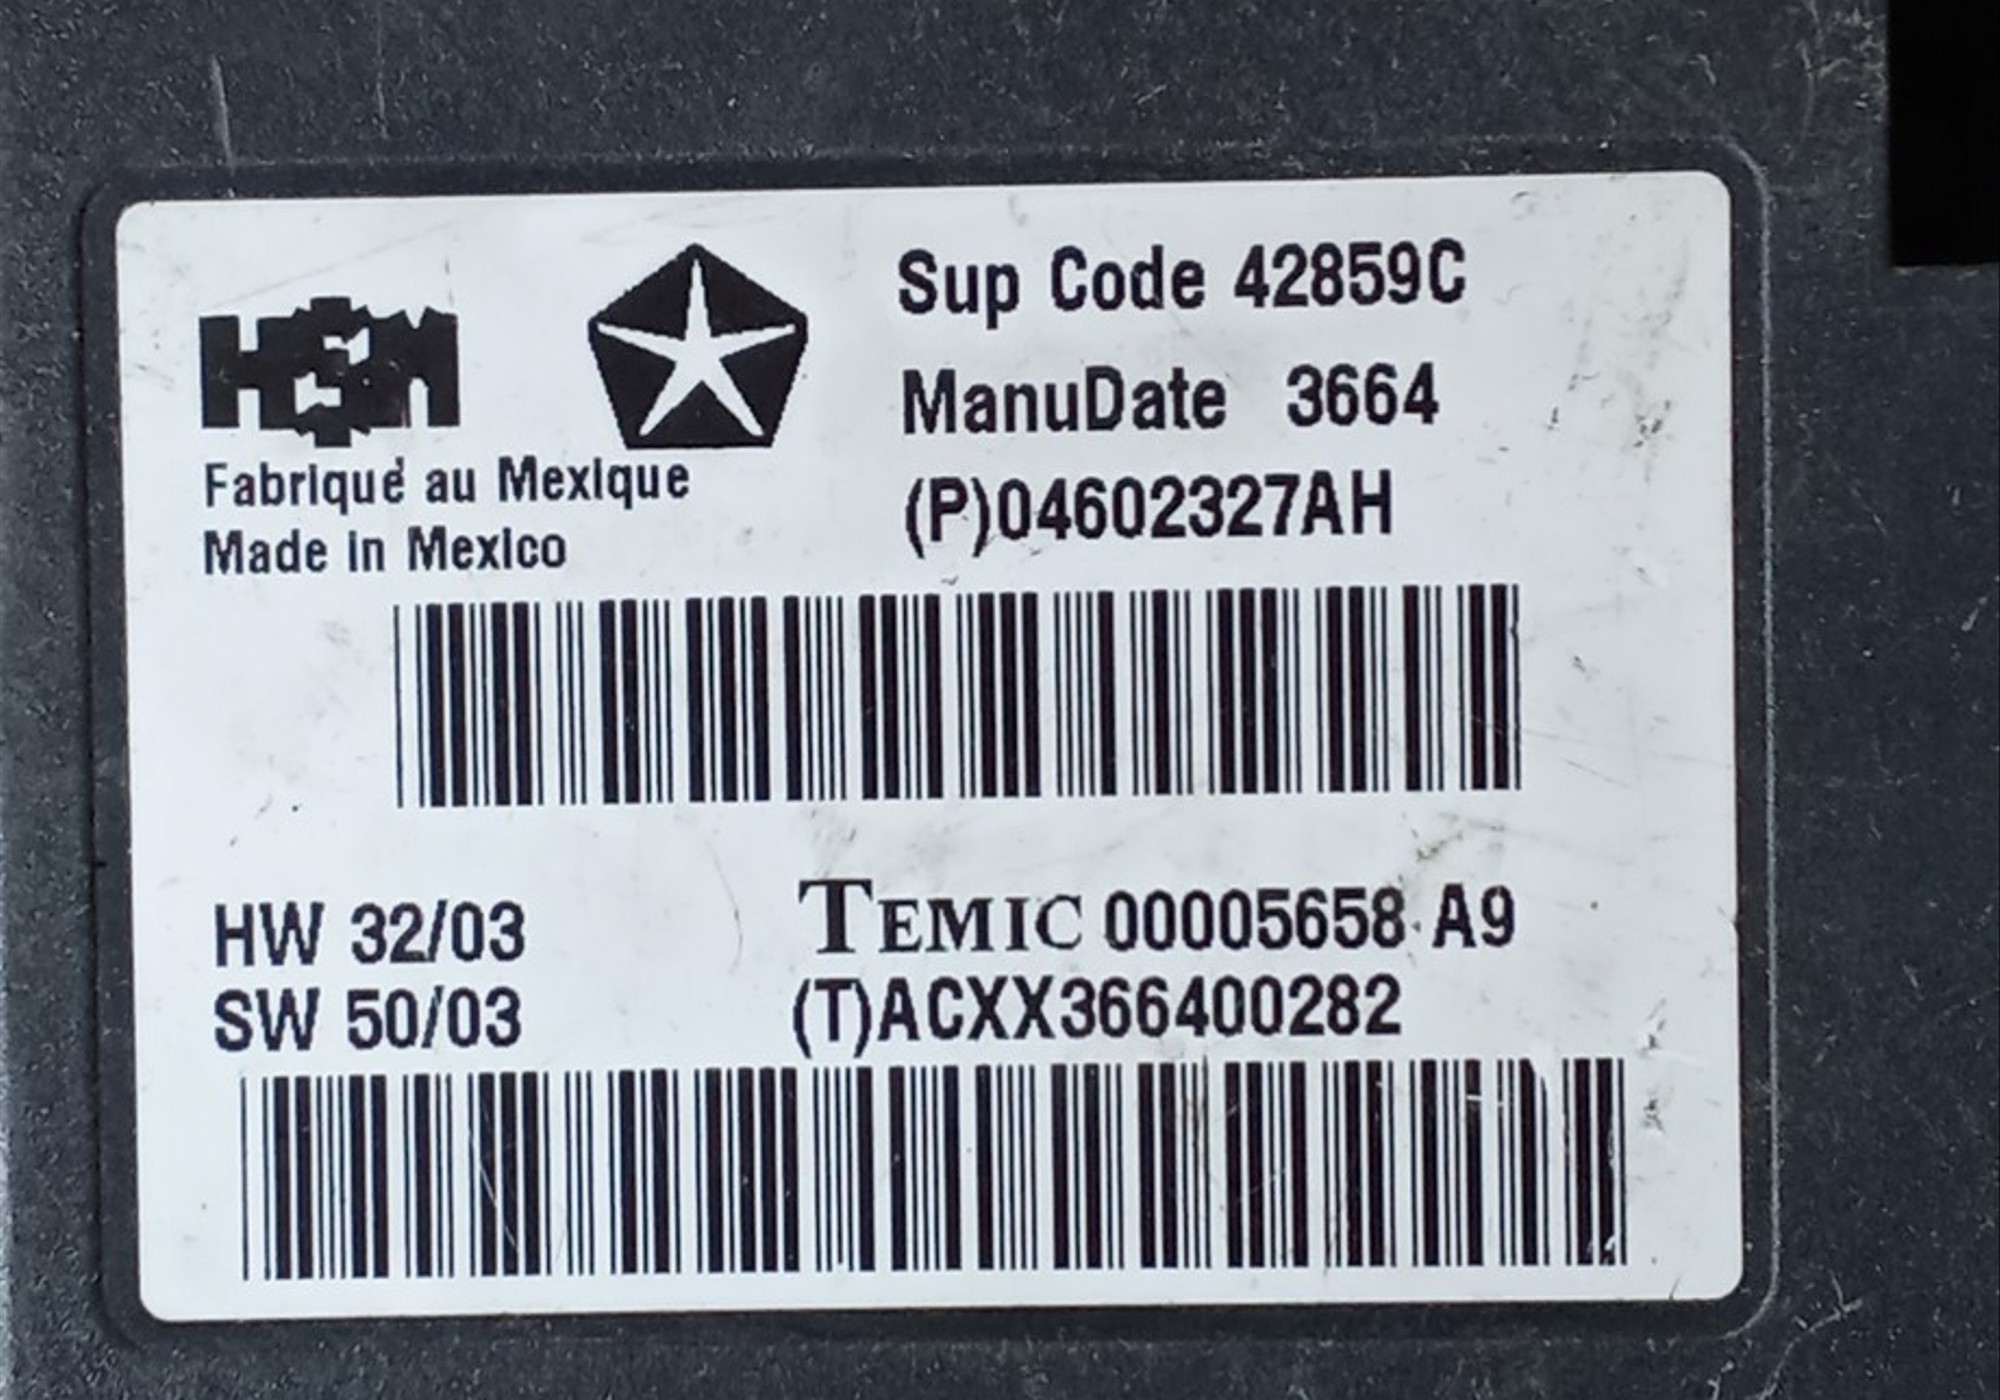 HSM
Sup Code 42859C
ManuDate 3664
(P)04602327AH
Fabriqué au Mexique
Made in Mexico
HW 32/03
SW 50/03
TEMIC 00005658 A9
(T)ACXX366400282